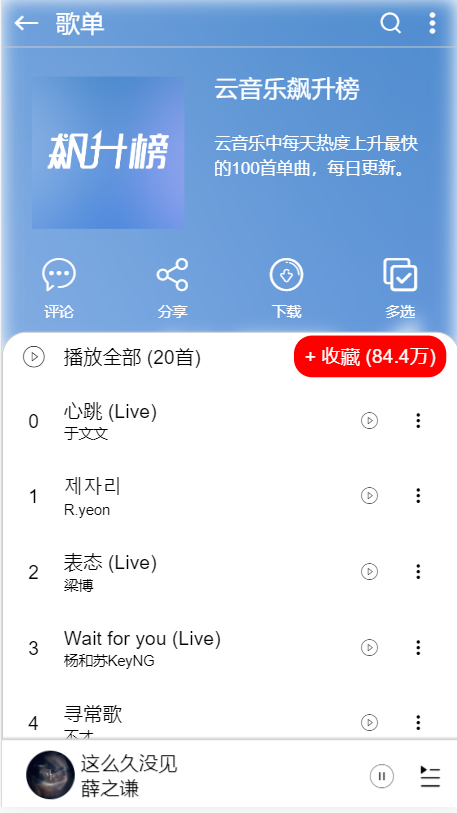 歌单
飙升榜
云音乐飙升榜
云音乐中每天热度上升最快
的100首单曲，每日更新。
评论
分享
下载
多选
播放全部 (20首)
+ 收藏 (84.4万)
0
心跳 (Live)
于文文
1
제자리
R.yeon
2
表态 (Live)
梁博
3
Wait for you (Live)
杨和苏KeyNG
4
寻常歌
不才
这么久没见
薛之谦